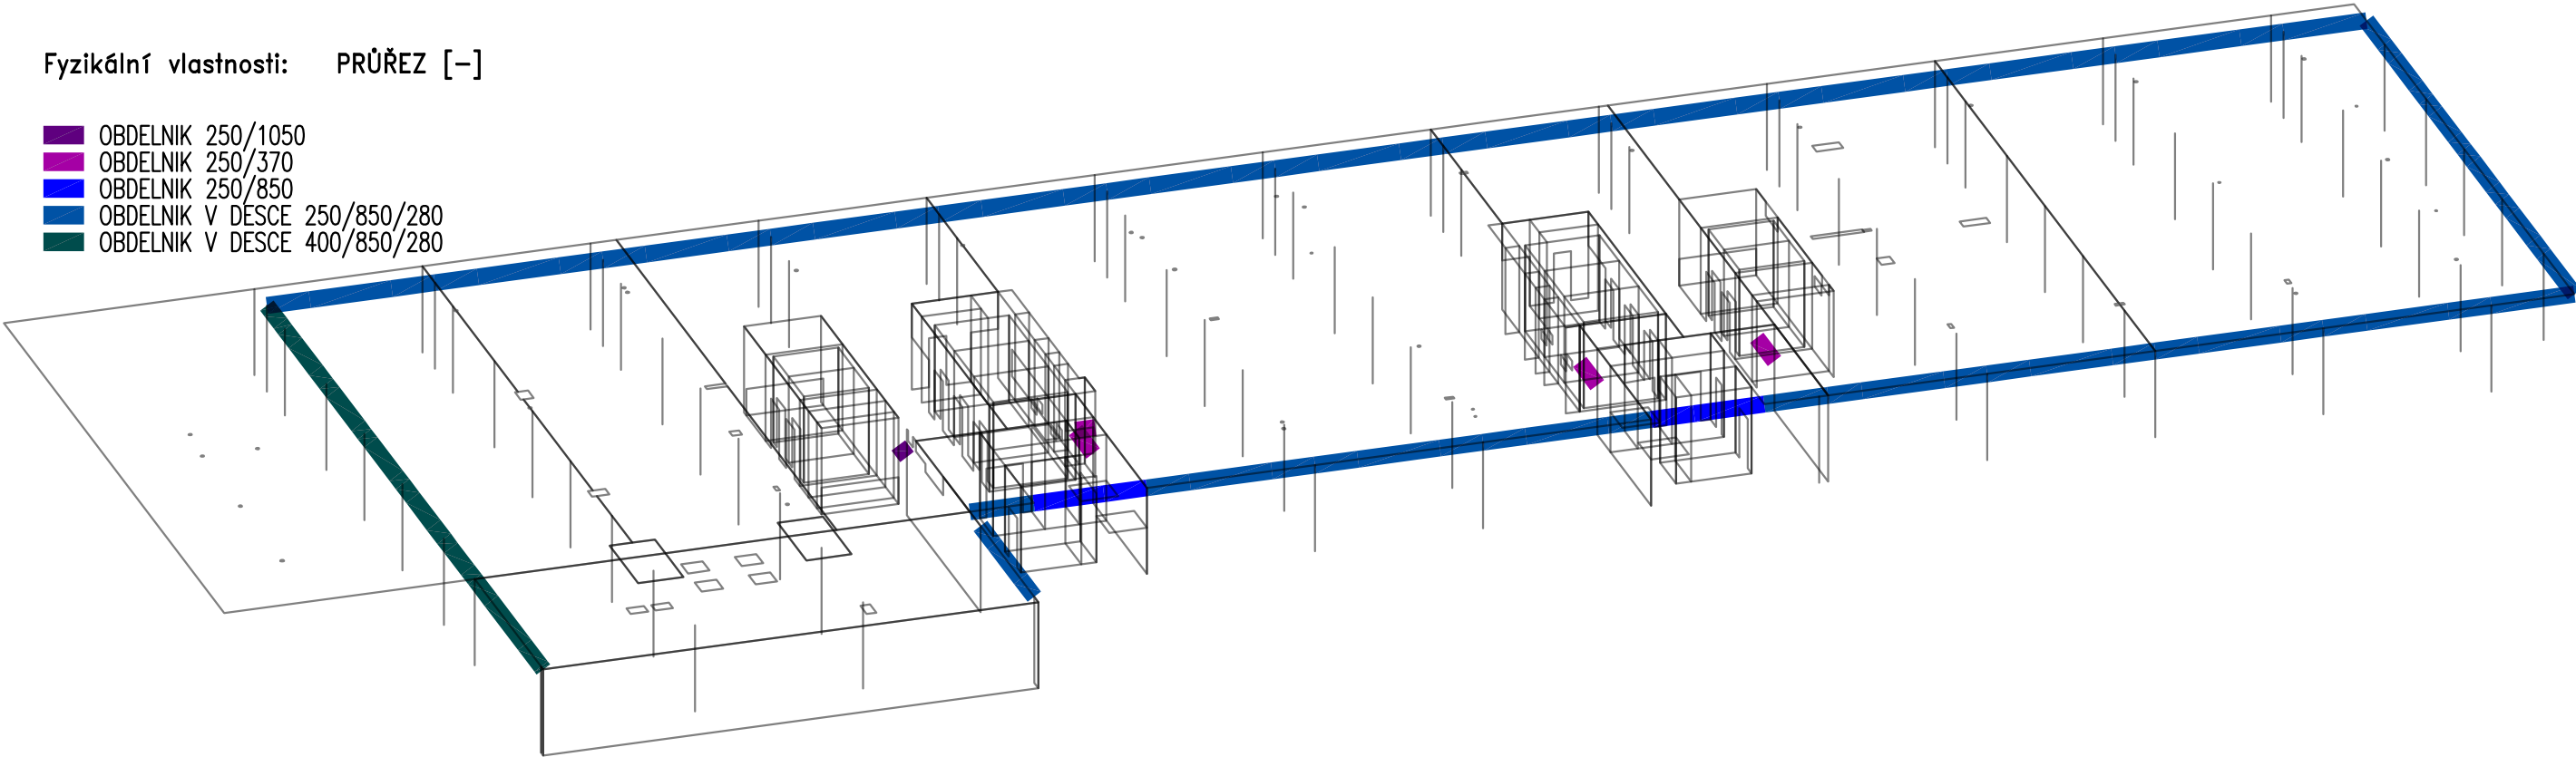 Fyzikální vlastnosti: PRŮŘEZ [-]
OBDELNIK 250/1050
OBDELNIK 250/370
OBDELNIK 250/850
OBDELNIK V DESCE 250/850/280
OBDELNIK V DESCE 400/850/280